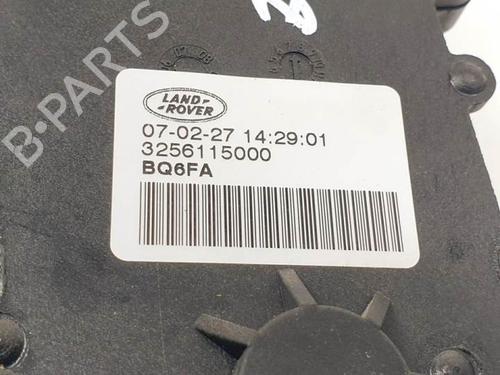 B-PARTS
LAND-
-ROVER
07-02-27 14:29:01
3256115000
BQ6FA